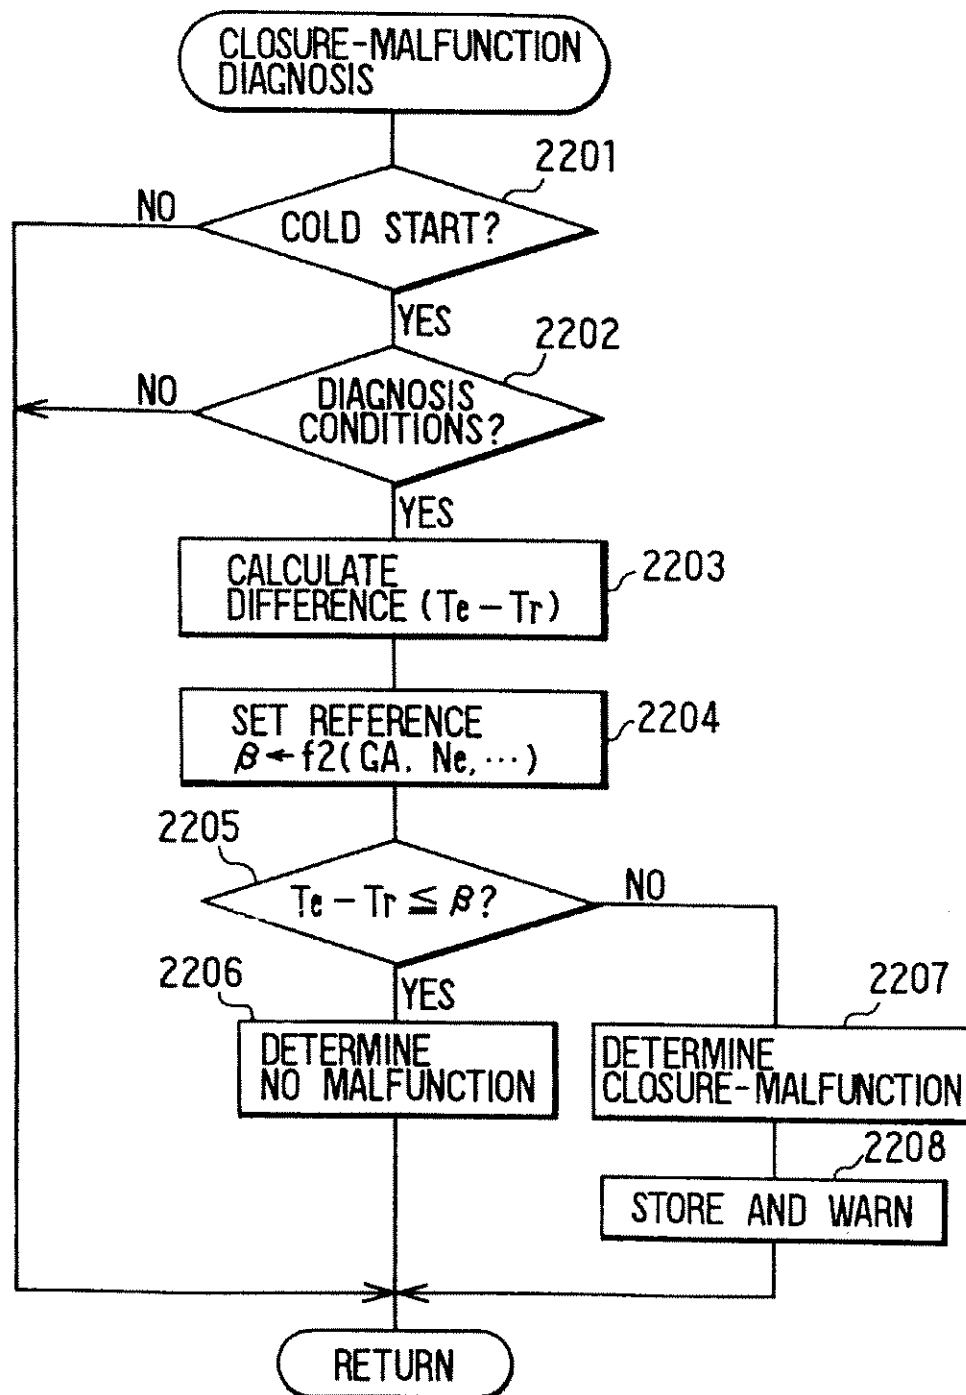 CLOSURE-MALFUNCTION
DIAGNOSIS
2201
NO
COLD START?
YES
2202
NO
DIAGNOSIS
CONDITIONS?
YES
2203
CALCULATE
DIFFERENCE (Te - Tr)
2204
SET REFERENCE
β ← f2(GA. Ne, ⋯)
2205
Te - Tr ≦ β?
NO
YES
2206
DETERMINE
NO MALFUNCTION
2207
DETERMINE
CLOSURE-MALFUNCTION
2208
STORE AND WARN
RETURN